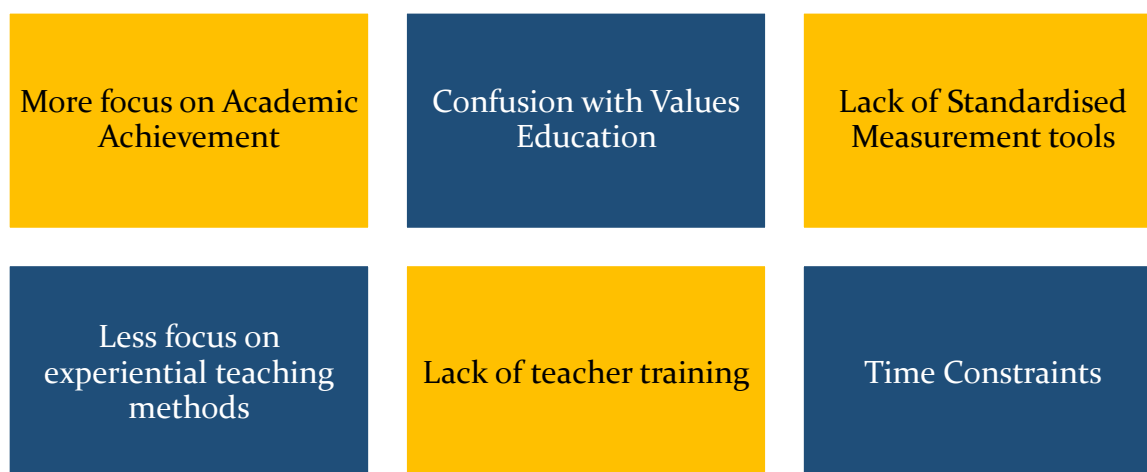 More focus on Academic
Achievement
Confusion with Values
Education
Lack of Standardised
Measurement tools
Less focus on
experiential teaching
methods
Lack of teacher training
Time Constraints